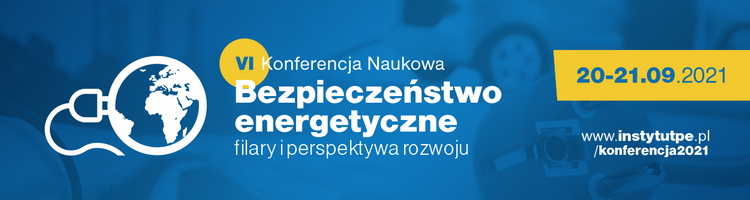 VI Konferencja Naukowa
Bezpieczeństwo
energetyczne
filary i perspektywa rozwoju
20-21.09.2021
www.instytutpe.pl
/konferencja2021